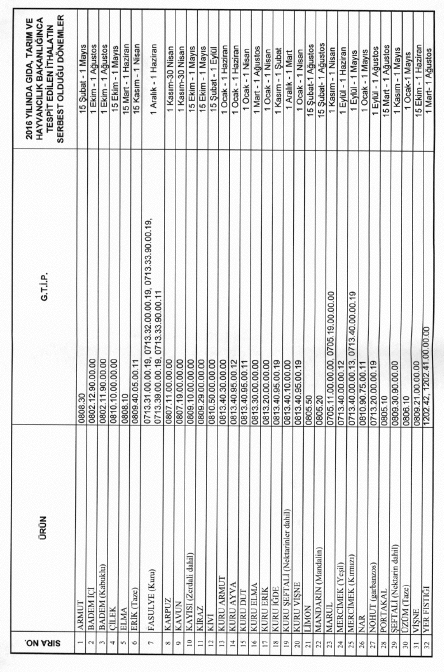 SIRA NO. ÜRÜN G.T.İ.P. 2016 YILINDA GIDA, TARIM VE
HAYVANCILIK BAKANLIĞINCA
TESPİT EDİLEN İTHALATIN
SERBEST OLDUĞU DÖNEMLER
1 ARMUT 0808.30 15 Şubat - 1 Mayıs
2 BADEM İÇİ 0802.12.90.00.00 1 Ekim - 1 Ağustos
3 BADEM (Kabuklu) 0802.11.90.00.00 1 Ekim - 1 Ağustos
4 ÇİLEK 0810.10.00.00.00 15 Ekim - 1 Mayıs
5 ELMA 0808.10 15 Mart - 1 Haziran
6 ERİK (Taze) 0809.40.05.00.11 15 Kasım - 1 Nisan
7 FASULYE (Kuru) 0713.31.00.00.19, 0713.32.00.00.19, 0713.33.90.00.19, 1 Aralık - 1 Haziran
0713.39.00.00.19, 0713.33.90.00.11
8 KARPUZ 0807.11.00.00.00 1 Kasım-30 Nisan
9 KAVUN 0807.19.00.00.00 1 Kasım-30 Nisan
10 KAYISI (Zerdali dahil) 0809.10.00.00.00 15 Ekim - 1 Mayıs
11 KİRAZ 0809.29.00.00.00 15 Ekim - 1 Mayıs
12 KİVİ 0810.50.00.00.00 15 Şubat - 1 Eylül
13 KURU ARMUT 0813.40.30.00.00 1 Ocak - 1 Haziran
14 KURU AYVA 0813.40.95.00.12 1 Ocak - 1 Haziran
15 KURU DUT 0813.40.95.00.11 1 Ocak - 1 Nisan
16 KURU ELMA 0813.30.00.00.00 1 Mart - 1 Ağustos
17 KURU ERİK 0813.20.00.00.00 1 Ocak - 1 Nisan
18 KURU İĞDE 0813.40.95.00.19 1 Kasım - 1 Şubat
19 KURU ŞEFTALİ (Nektarinler dahil) 0813.40.10.00.00 1 Aralık - 1 Mart
20 KURU VİŞNE 0813.40.95.00.19 1 Ocak - 1 Nisan
21 LİMON 0805.50 15 Şubat- 1 Ağustos
22 MANDARİN (Mandalin) 0805.20 15 Şubat- 1 Ağustos
23 MARUL 0705.11.00.00.00, 0705.19.00.00.00 1 Ocak - 1 Nisan
24 MERCİMEK (Yeşil) 0713.40.00.00.12 1 Eylül - 1 Haziran
25 MERCİMEK (Kırmızı) 0713.40.00.00.13, 0713.40.00.00.19 1 Eylül - 1 Mayıs
26 NAR 0810.90.75.00.11 1 Ocak - 1 Mayıs
27 NOHUT (garbanzos) 0713.20.00.00.19 1 Eylül - 1 Ağustos
28 PORTAKAL 0805.10 15 Mart - 1 Ağustos
29 ŞEFTALİ (Nektarin dahil) 0809.30.90.00.00 1 Kasım - 1 Mayıs
30 ÜZÜM (Taze) 0806.10 1 Ocak - 1 Mayıs
31 VİŞNE 0809.21.00.00.00 15 Ekim - 1 Haziran
32 YER FISTIĞI 1202.42, 1202.41.00.00.00 1 Mart- 1 Ağustos